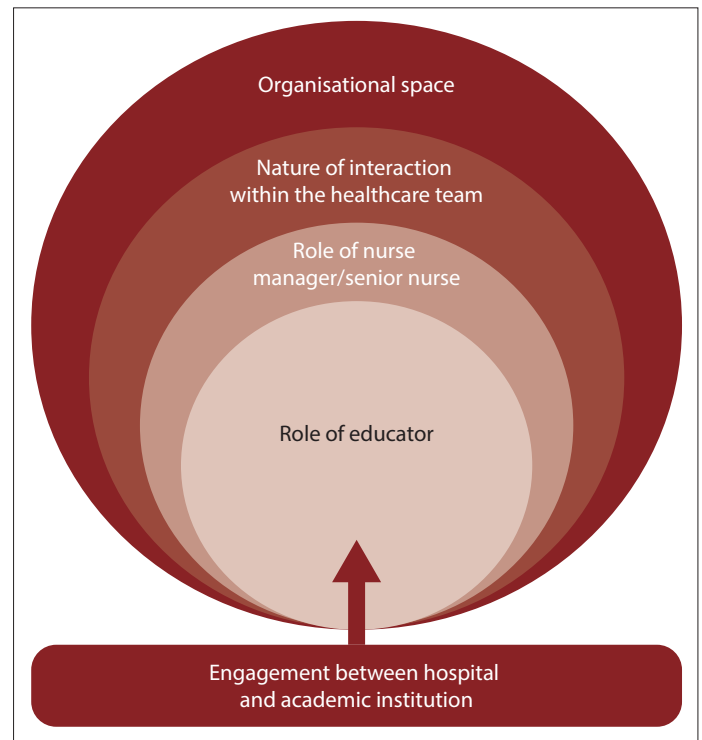 Organisational space
Nature of interaction
within the healthcare team
Role of nurse
manager/senior nurse
Role of educator
Engagement between hospital
and academic institution